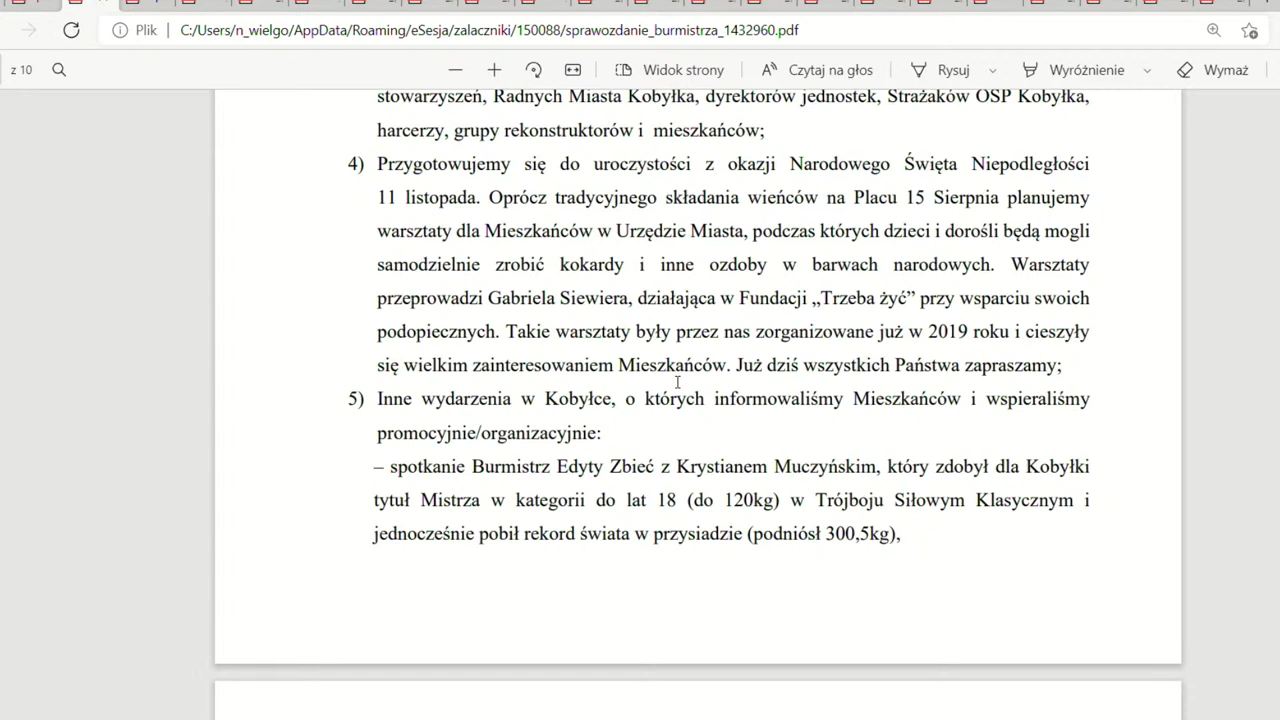 Plik C:/Users/n_wielgo/AppData/Roaming/eSesja/zalaczniki/150088/sprawozdanie_burmistrza_1432960.pdf
z 10 Widok strony Czytaj na głos Rysuj Wyróżnienie Wymaż
stowarzyszeń, Radnych Miasta Kobyłka, dyrektorów jednostek, Strażaków OSP Kobyłka,
harcerzy, grupy rekonstruktorów i mieszkańców;
4) Przygotowujemy się do uroczystości z okazji Narodowego Święta Niepodległości
11 listopada. Oprócz tradycyjnego składania wieńców na Placu 15 Sierpnia planujemy
warsztaty dla Mieszkańców w Urzędzie Miasta, podczas których dzieci i dorośli będą mogli
samodzielnie zrobić kokardy i inne ozdoby w barwach narodowych. Warsztaty
przeprowadzi Gabriela Siewiera, działająca w Fundacji „Trzeba żyć” przy wsparciu swoich
podopiecznych. Takie warsztaty były przez nas zorganizowane już w 2019 roku i cieszyły
się wielkim zainteresowaniem Mieszkańców. Już dziś wszystkich Państwa zapraszamy;
5) Inne wydarzenia w Kobyłce, o których informowaliśmy Mieszkańców i wspieraliśmy
promocyjnie/organizacyjnie:
– spotkanie Burmistrz Edyty Zbieć z Krystianem Muczyńskim, który zdobył dla Kobyłki
tytuł Mistrza w kategorii do lat 18 (do 120kg) w Trójboju Siłowym Klasycznym i
jednocześnie pobił rekord świata w przysiadzie (podniósł 300,5kg),